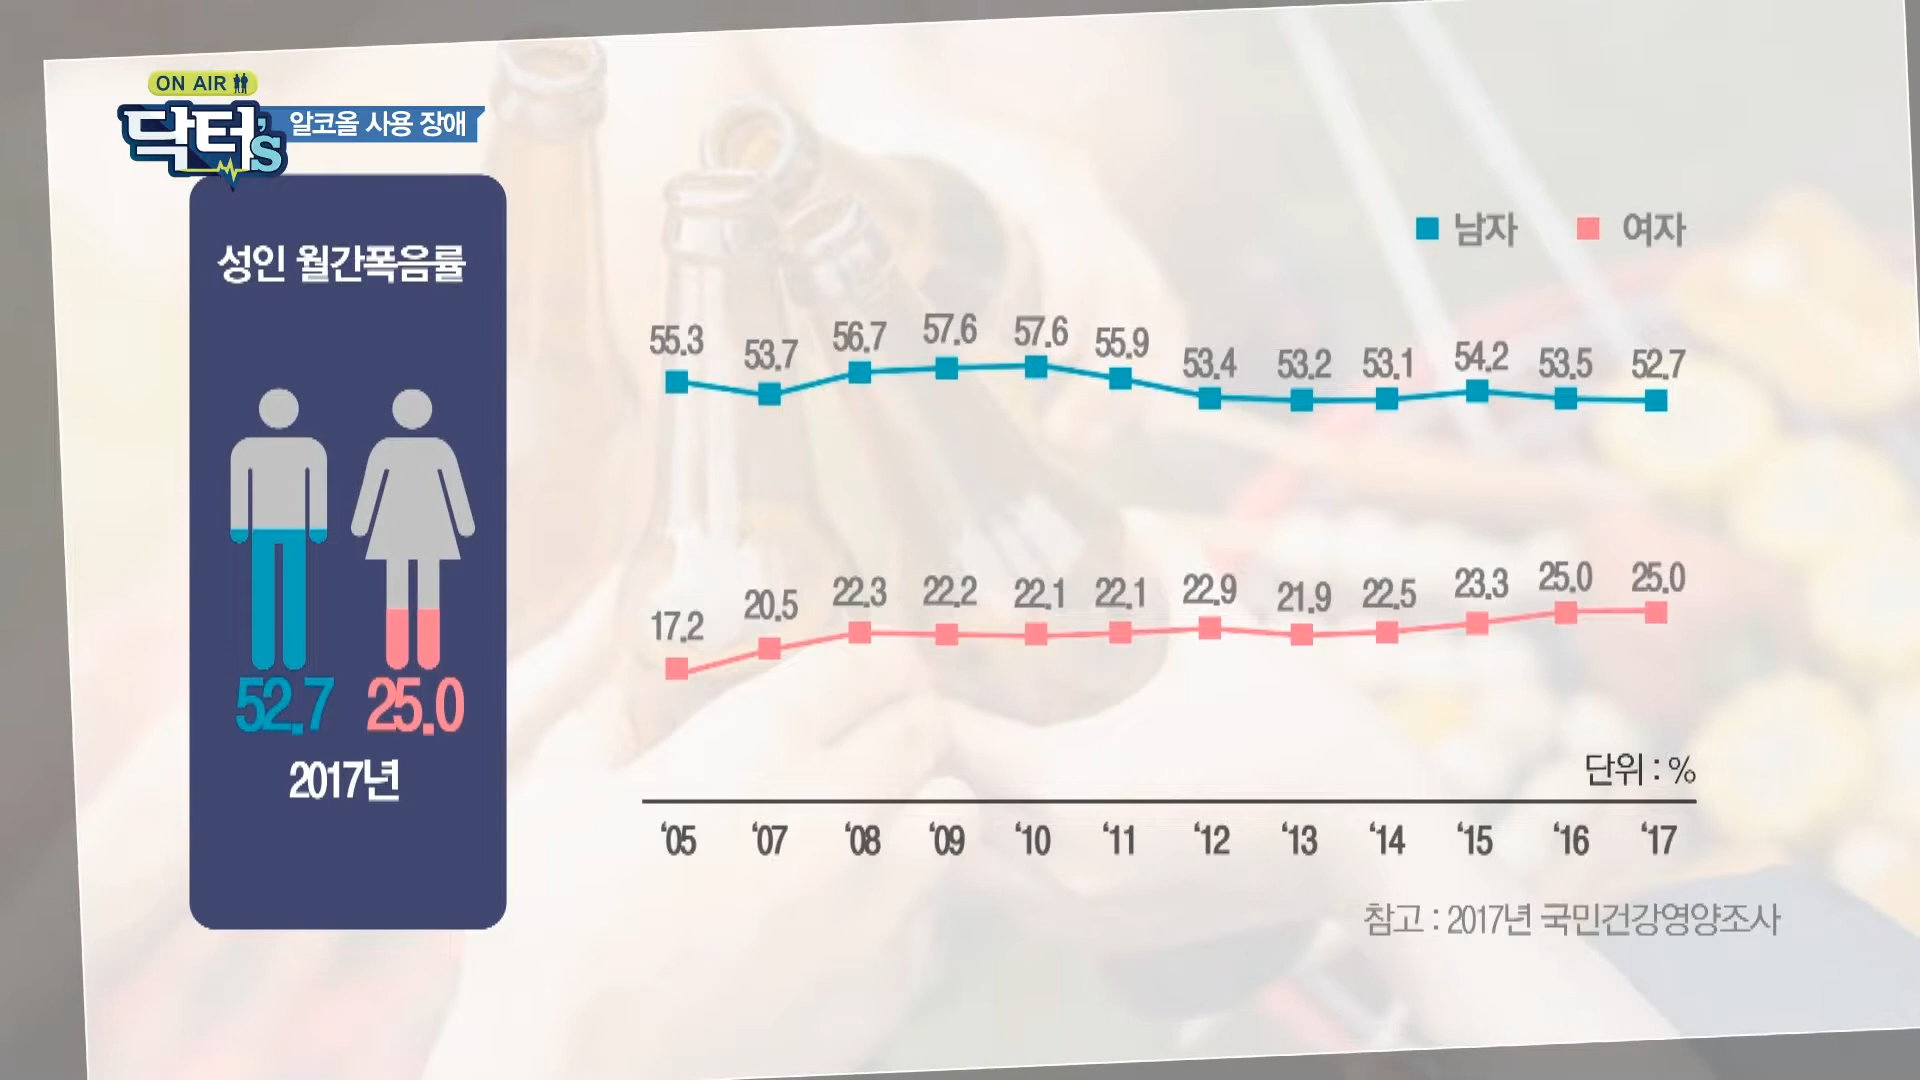 ON AIR
닥터's
알코올 사용 장애
성인 월간폭음률
52.7 25.0
2017년
남자 여자
55.3 53.7 56.7 57.6 57.6 55.9 53.4 53.2 53.1 54.2 53.5 52.7
17.2 20.5 22.3 22.2 22.1 22.1 22.9 21.9 22.5 23.3 25.0 25.0
단위 : %
‘05 ‘07 ‘08 ‘09 ‘10 ‘11 ‘12 ‘13 ‘14 ‘15 ‘16 ‘17
참고 : 2017년 국민건강영양조사